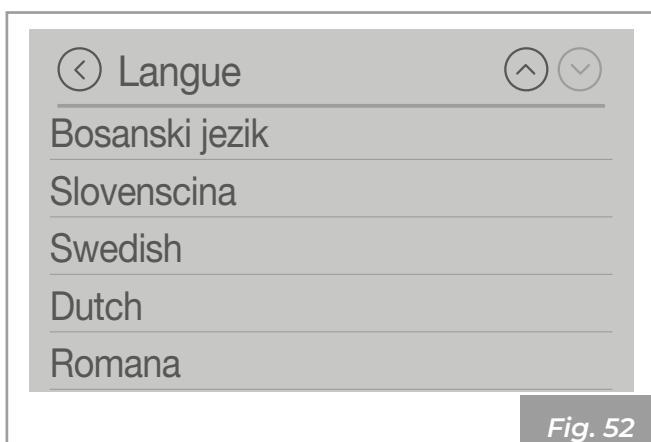 Langue
Bosanski jezik
Slovenscina
Swedish
Dutch
Romana
Fig. 52